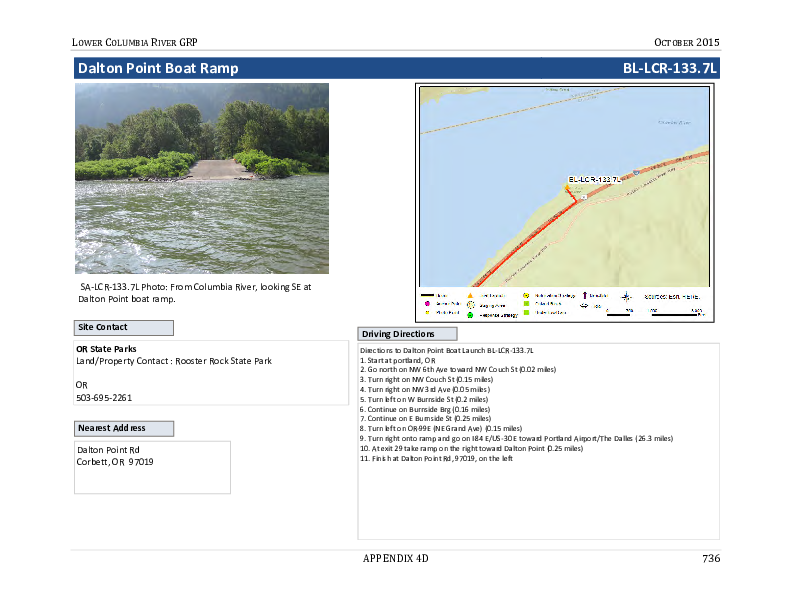 LOWER COLUMBIA RIVER GRP
OCTOBER 2015
Dalton Point Boat Ramp
BL-LCR-133.7L
SA-LCR-133.7L Photo: From Columbia River, looking SE at
Dalton Point boat ramp.
Site Contact
OR State Parks
Land/Property Contact : Rooster Rock State Park
OR
503-695-2261
Nearest Address
Dalton Point Rd
Corbett, OR 97019
Response Strategy
Sources: Esri, HERE,
Driving Directions
Directions to Dalton Point Boat Launch BL-LCR-133.7L
1. Start at portland, OR
2. Go north on NW 6th Ave toward NW Couch St (0.02 miles)
3. Turn right on NW Couch St (0.15 miles)
4. Turn right on NW 3rd Ave (0.05 miles)
5. Turn left on W Burnside St (0.2 miles)
6. Continue on Burnside Brg (0.16 miles)
7. Continue on E Burnside St (0.25 miles)
8. Turn left on OR-99E (NE Grand Ave) (0.15 miles)
9. Turn right onto ramp and go on I-84 E/US-30 E toward Portland Airport/The Dalles (26.3 miles)
10. At exit 29 take ramp on the right toward Dalton Point (0.25 miles)
11. Finish at Dalton Point Rd, 97019, on the left
APPENDIX 4D
736